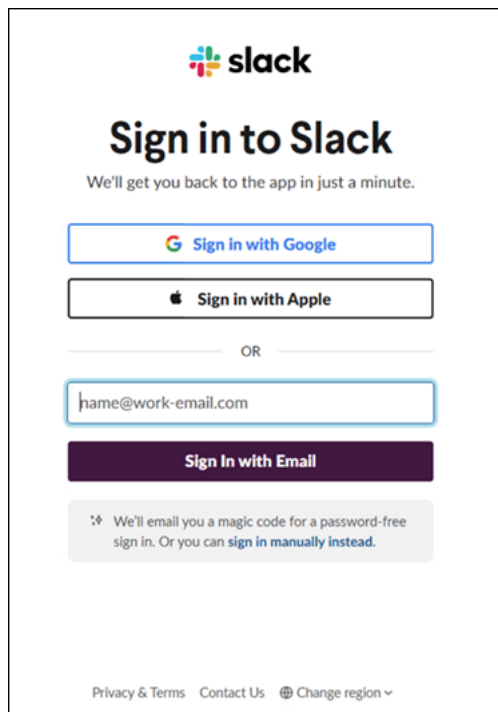 slack
Sign in to Slack
We'll get you back to the app in just a minute.
Sign in with Google
Sign in with Apple
OR
name@work-email.com
Sign In with Email
We'll email you a magic code for a password-free
sign in. Or you can sign in manually instead.
Privacy & Terms Contact Us Change region